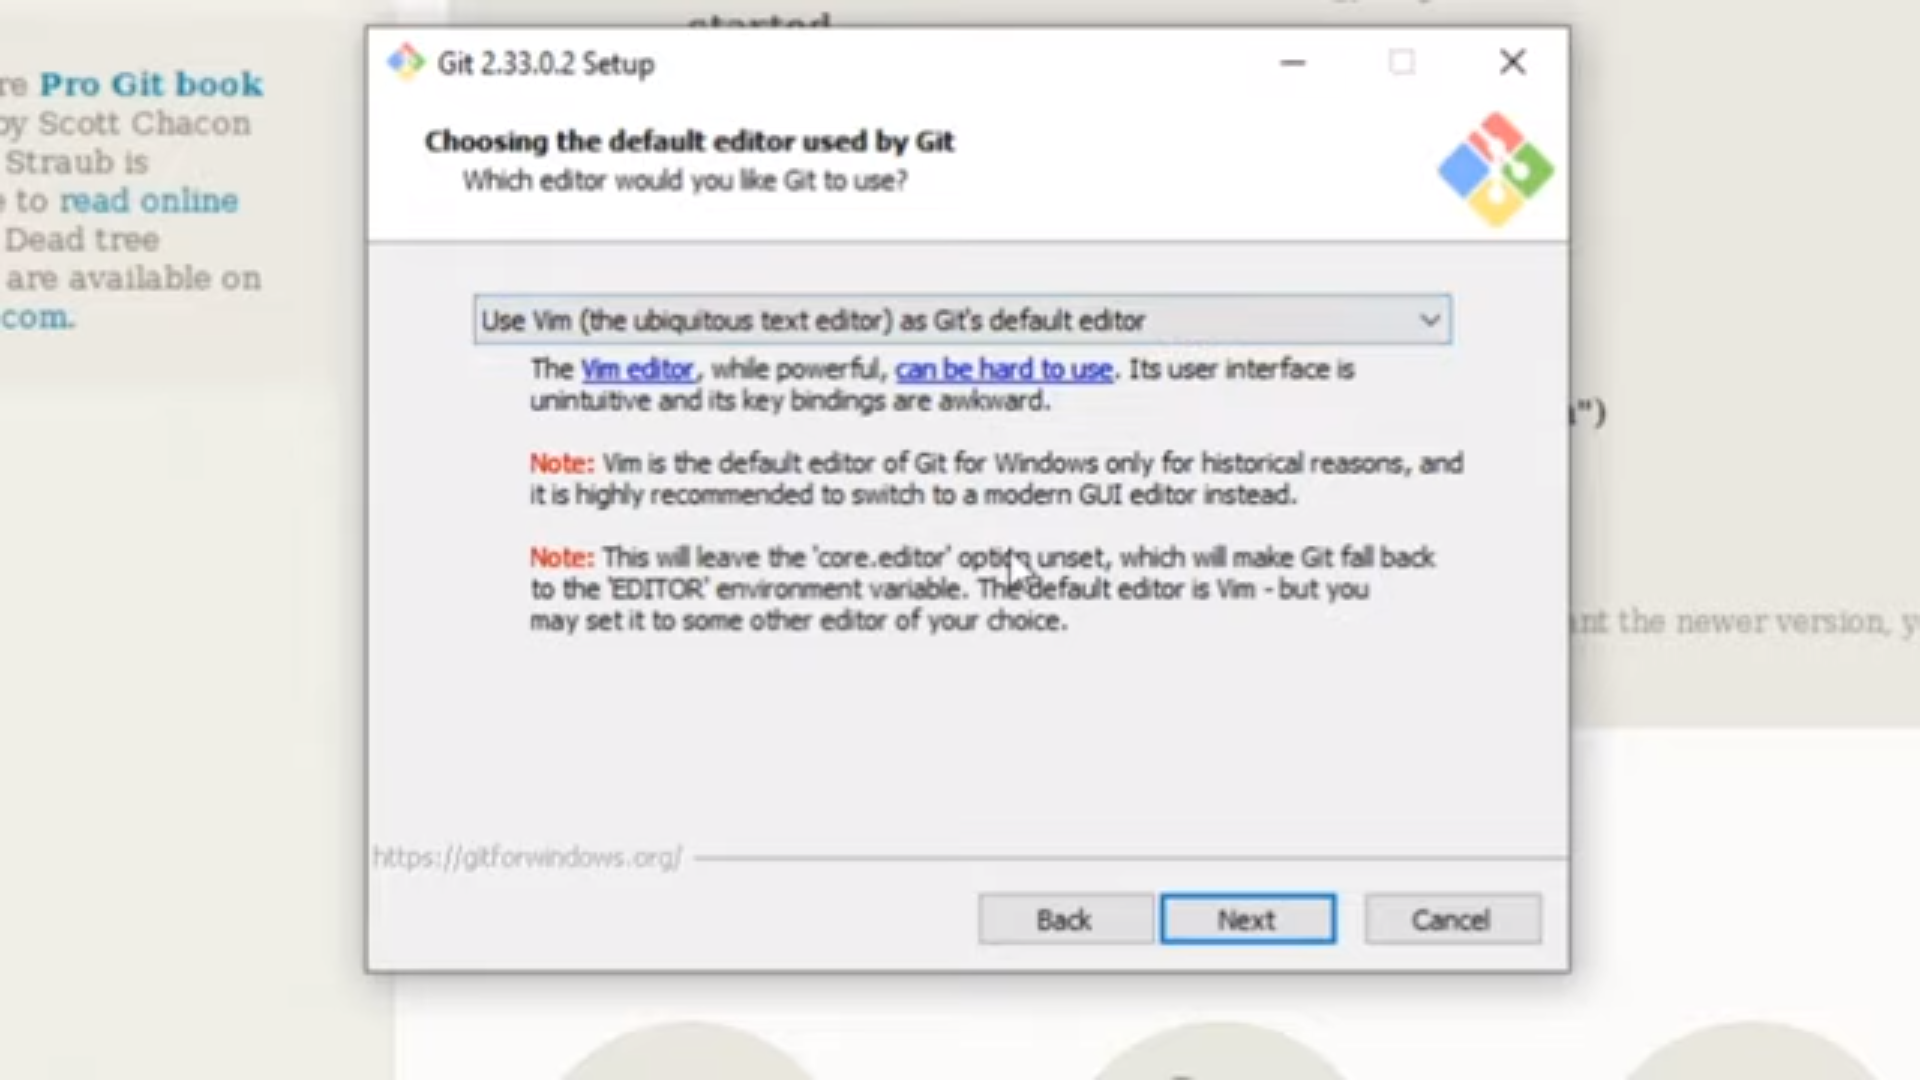 started
re Pro Git book
by Scott Chacon
Straub is
e to read online
Dead tree
are available on
com.
Git 2.33.0.2 Setup
Choosing the default editor used by Git
Which editor would you like Git to use?
Use Vim (the ubiquitous text editor) as Git's default editor
The Vim editor, while powerful, can be hard to use. Its user interface is
unintuitive and its key bindings are awkward.
Note: Vim is the default editor of Git for Windows only for historical reasons, and
it is highly recommended to switch to a modern GUI editor instead.
Note: This will leave the 'core.editor' option unset, which will make Git fall back
to the 'EDITOR' environment variable. The default editor is Vim - but you
may set it to some other editor of your choice.
https://gitforwindows.org/
Back
Next
Cancel
")
ant the newer version, y